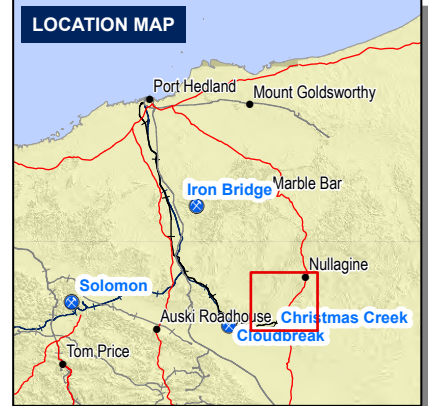 LOCATION MAP
Port Hedland
Mount Goldsworthy
Iron Bridge
Marble Bar
Nullagine
Solomon
Auski Roadhouse
Christmas Creek
Cloudbreak
Tom Price